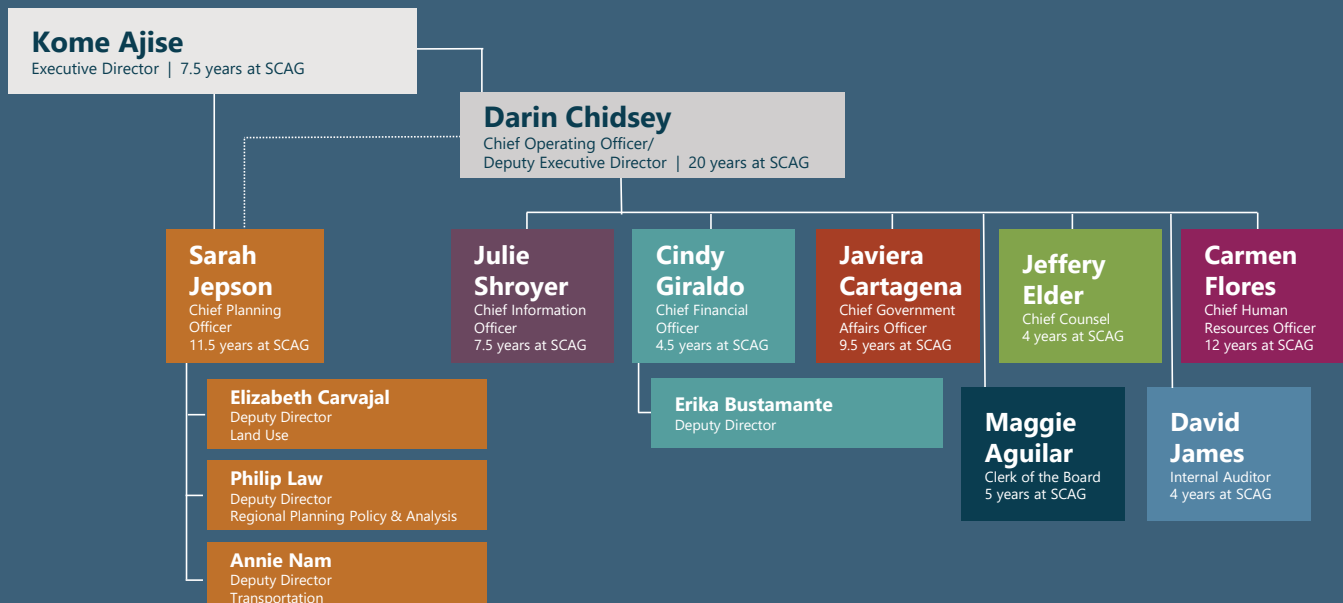 Kome Ajise
Executive Director | 7.5 years at SCAG
Darin Chidsey
Chief Operating Officer/
Deputy Executive Director | 20 years at SCAG
Sarah
Jepson
Chief Planning
Officer
11.5 years at SCAG
Julie
Shroyer
Chief Information
Officer
7.5 years at SCAG
Cindy
Giraldo
Chief Financial
Officer
4.5 years at SCAG
Javiera
Cartagena
Chief Government
Affairs Officer
9.5 years at SCAG
Jeffery
Elder
Chief Counsel
4 years at SCAG
Carmen
Flores
Chief Human
Resources Officer
12 years at SCAG
Elizabeth Carvajal
Deputy Director
Land Use
Philip Law
Deputy Director
Regional Planning Policy & Analysis
Annie Nam
Deputy Director
Transportation
Erika Bustamante
Deputy Director
Maggie
Aguilar
Clerk of the Board
5 years at SCAG
David
James
Internal Auditor
4 years at SCAG